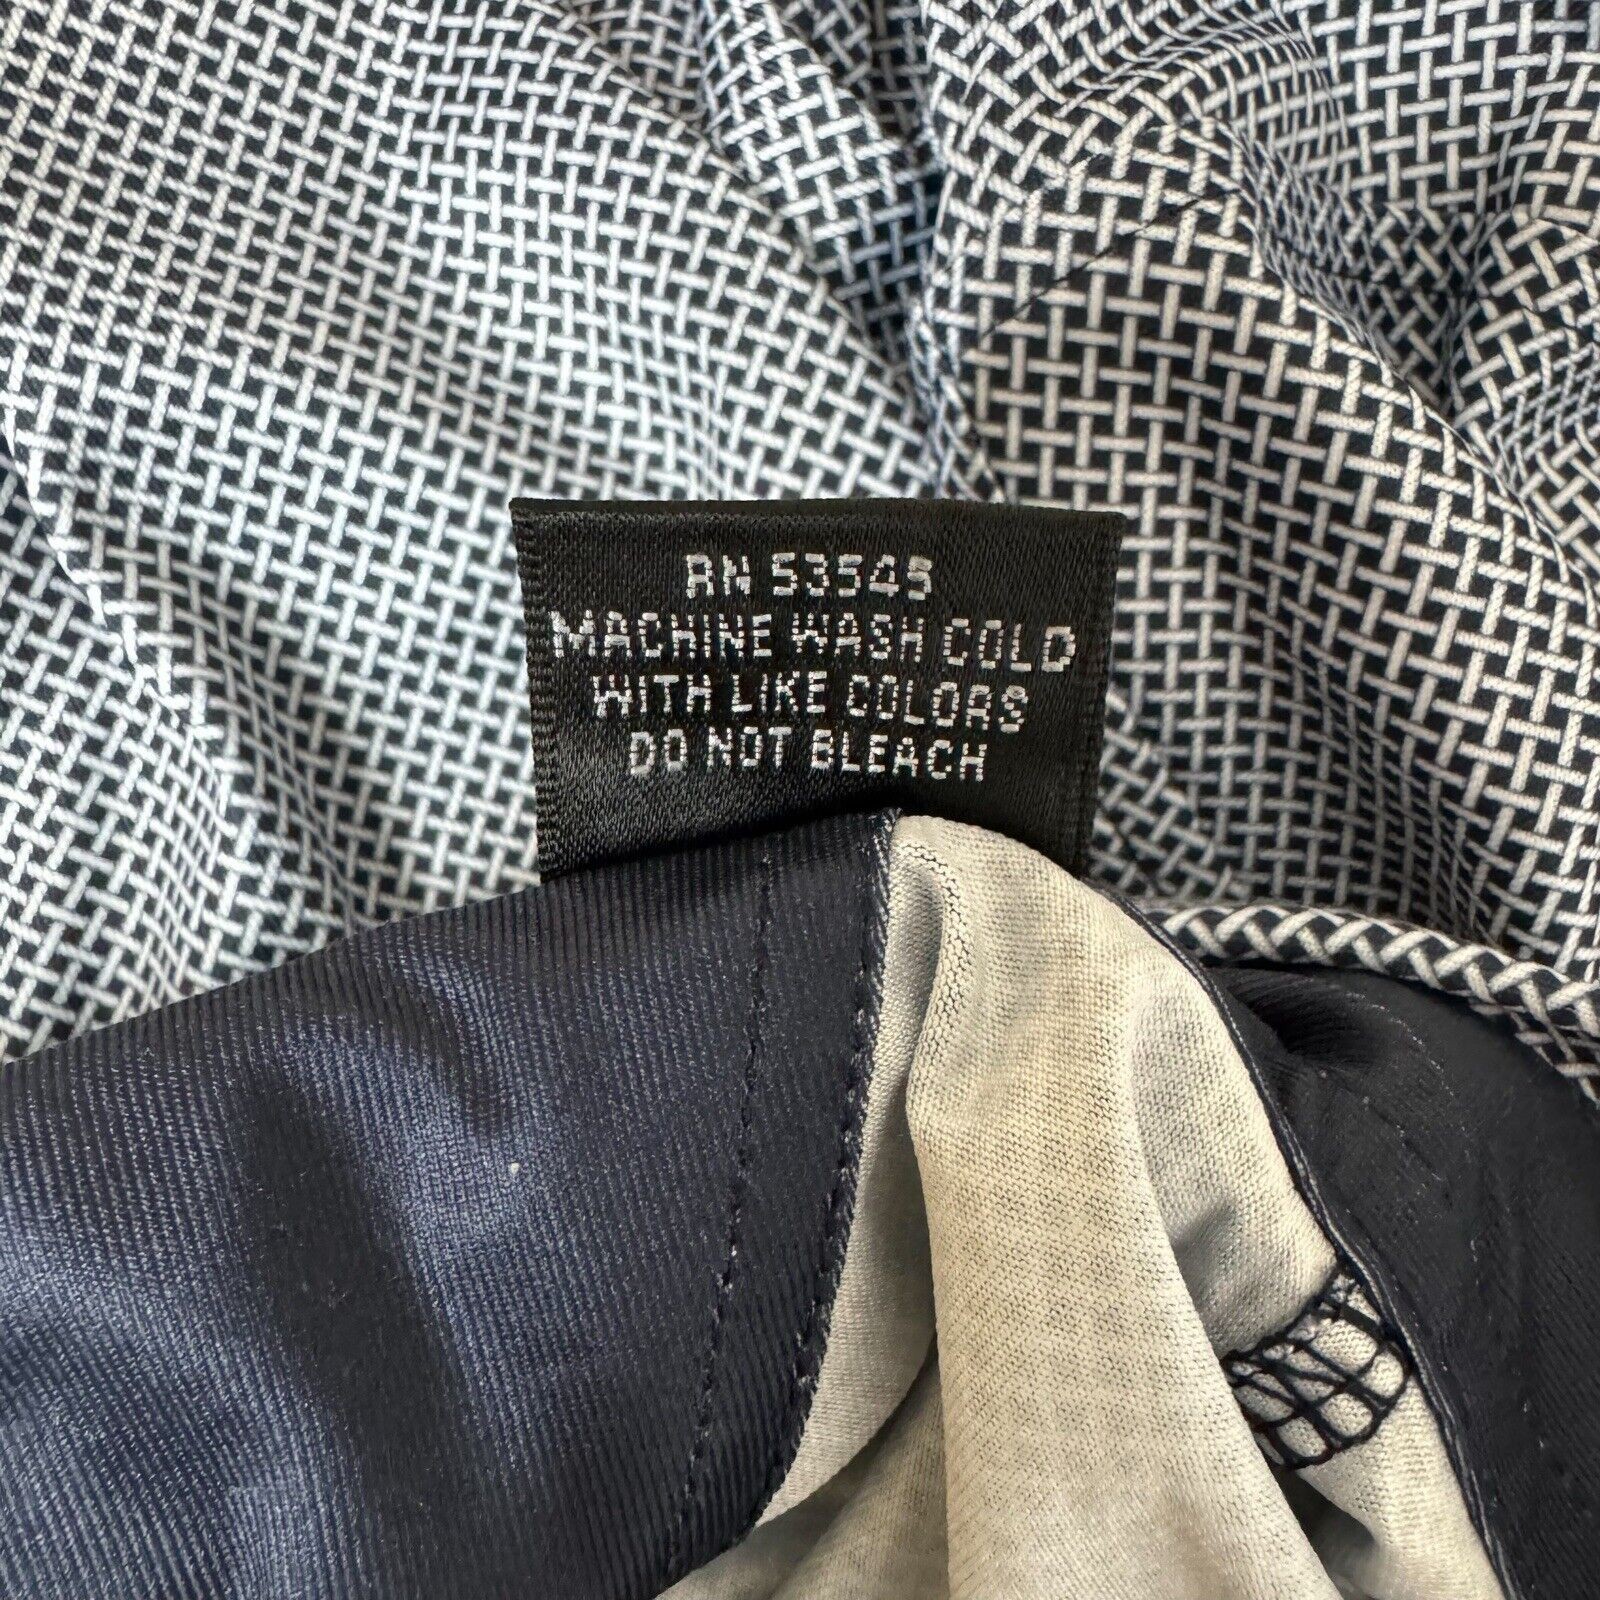 RN 53545
MACHINE WASH COLD
WITH LIKE COLORS
DO NOT BLEACH